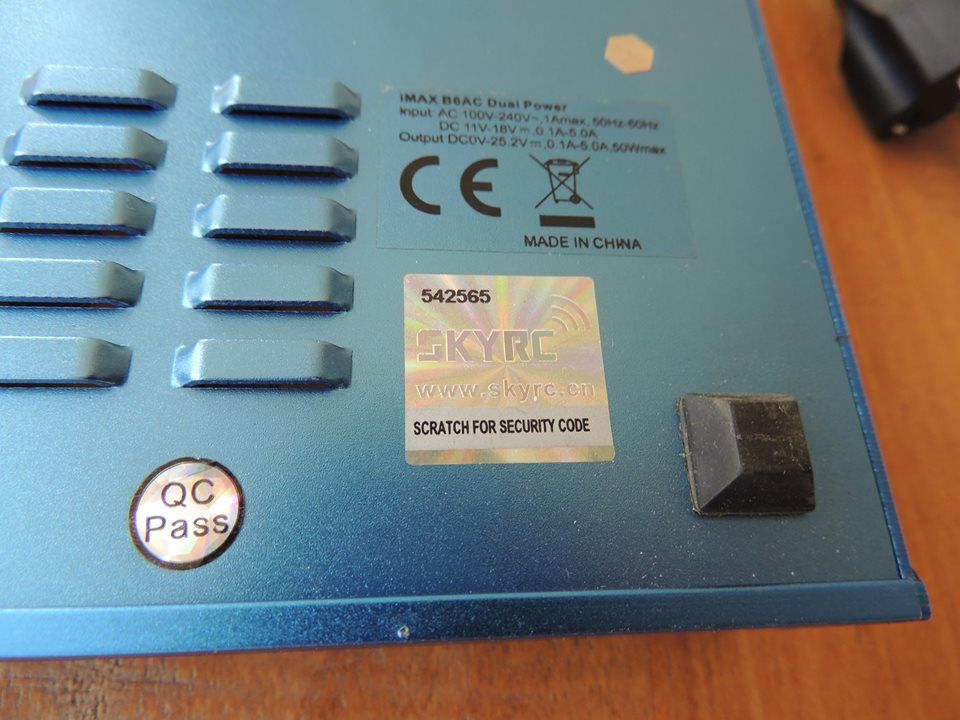 iMAX B6AC Dual Power
Input: AC 100V-240V~,1Amax, 50Hz-60Hz
DC 11V-18V⎓,0.1A-5.0A
Output:DC0V-25.2V⎓,0.1A-5.0A,50Wmax
CE
MADE IN CHINA
542565
SKYRC
www.skyrc.cn
SCRATCH FOR SECURITY CODE
QC
Pass